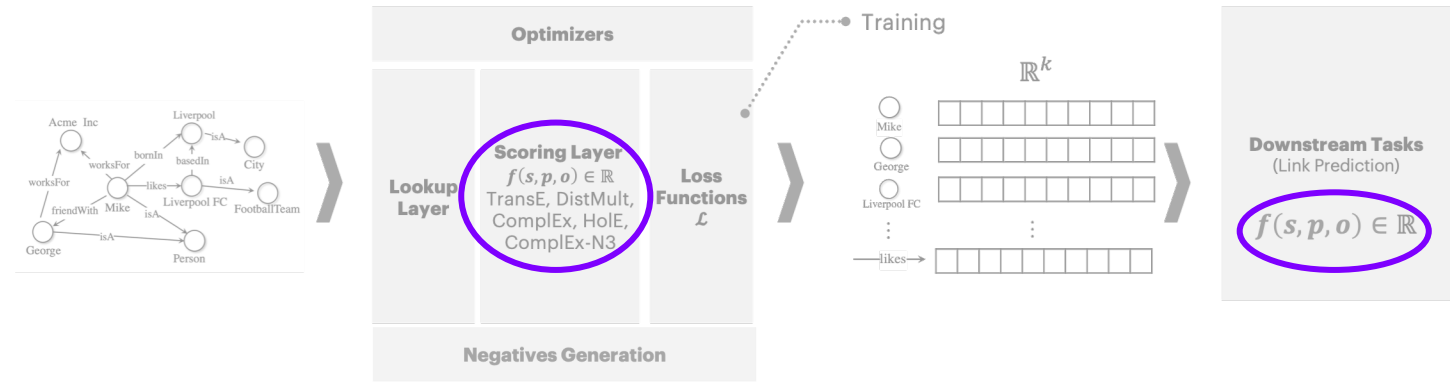 Acme Inc
Liverpool
isA
City
bornIn
basedIn
worksFor
worksFor
likes
isA
Mike
Liverpool FC
FootballTeam
friendWith
isA
isA
George
Person
Optimizers
Lookup
Layer
Scoring Layer
f(s, p, o) ∈ ℝ
TransE, DistMult,
ComplEx, HolE,
ComplEx-N3
Loss
Functions
ℒ
Negatives Generation
Training
ℝᵏ
Mike
George
Liverpool FC
likes
Downstream Tasks
(Link Prediction)
f(s, p, o) ∈ ℝ